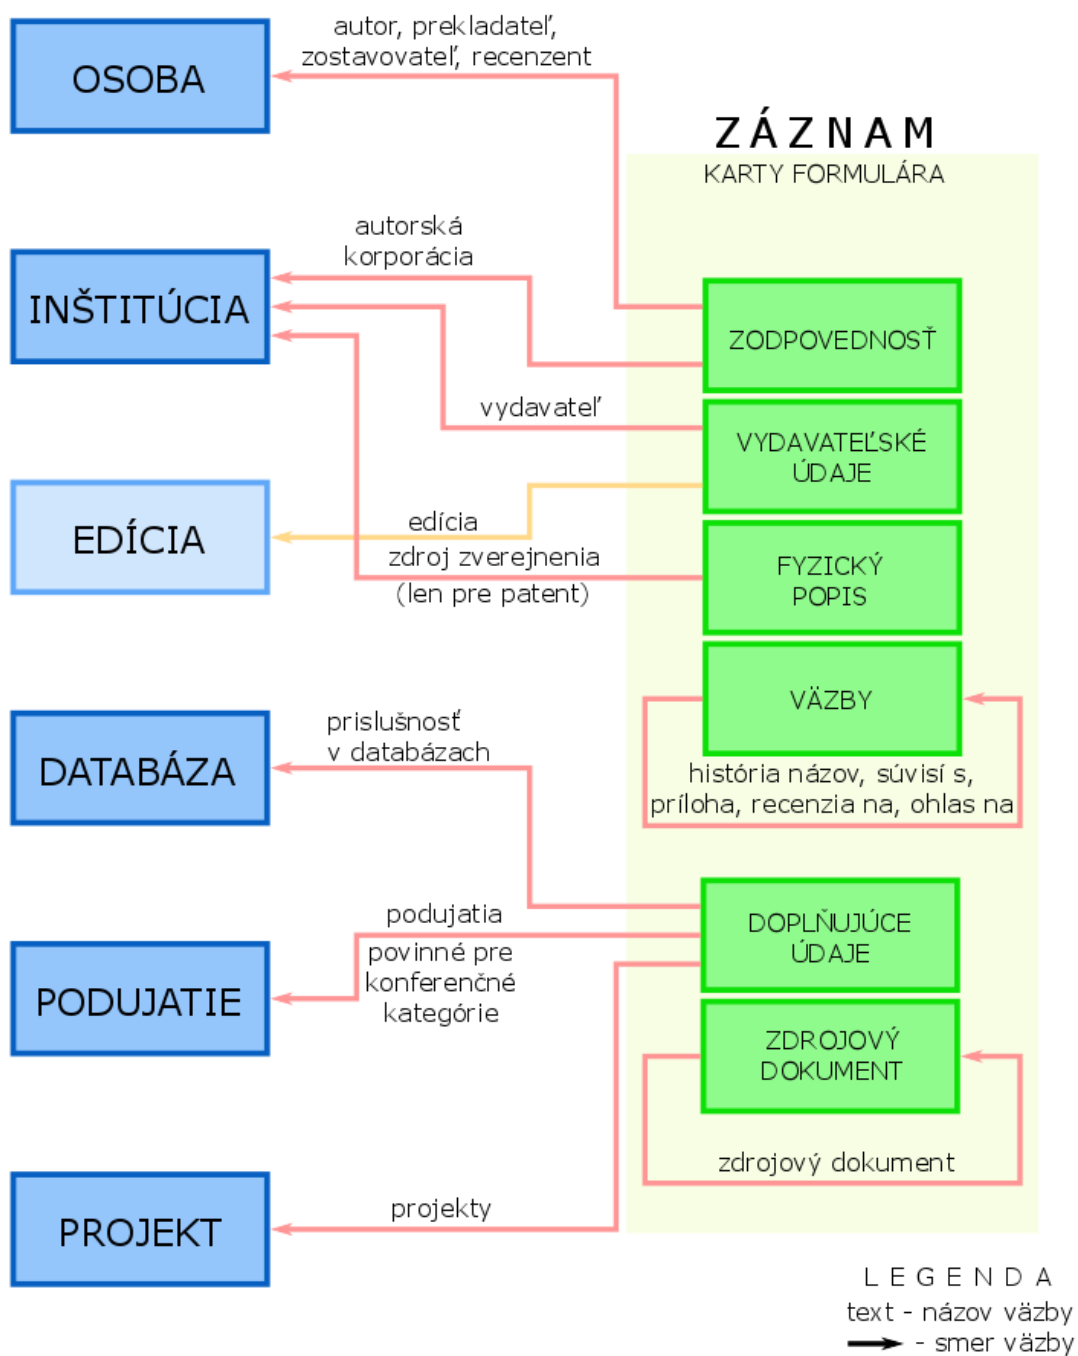 autor, prekladateľ,
zostavovateľ, recenzent
OSOBA
ZÁZNAM
KARTY FORMULÁRA
autorská
korporácia
INŠTITÚCIA
ZODPOVEDNOSŤ
vydavateľ
VYDAVATEĽSKÉ
ÚDAJE
EDÍCIA
edícia
zdroj zverejnenia
(len pre patent)
FYZICKÝ
POPIS
VÄZBY
prislušnosť
v databázach
DATABÁZA
história názov, súvisí s,
príloha, recenzia na, ohlas na
podujatia
povinné pre
konferenčné
kategórie
PODUJATIE
DOPLŇUJÚCE
ÚDAJE
ZDROJOVÝ
DOKUMENT
zdrojový dokument
projekty
PROJEKT
LEGENDA
text - názov väzby
- smer väzby